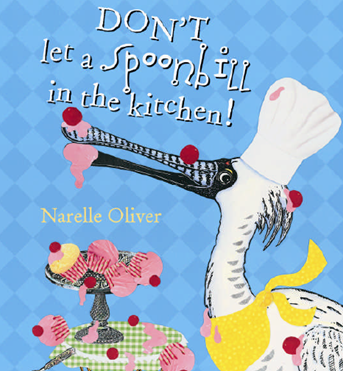 DON'T
let a spoonbill
in the kitchen!
Narelle Oliver